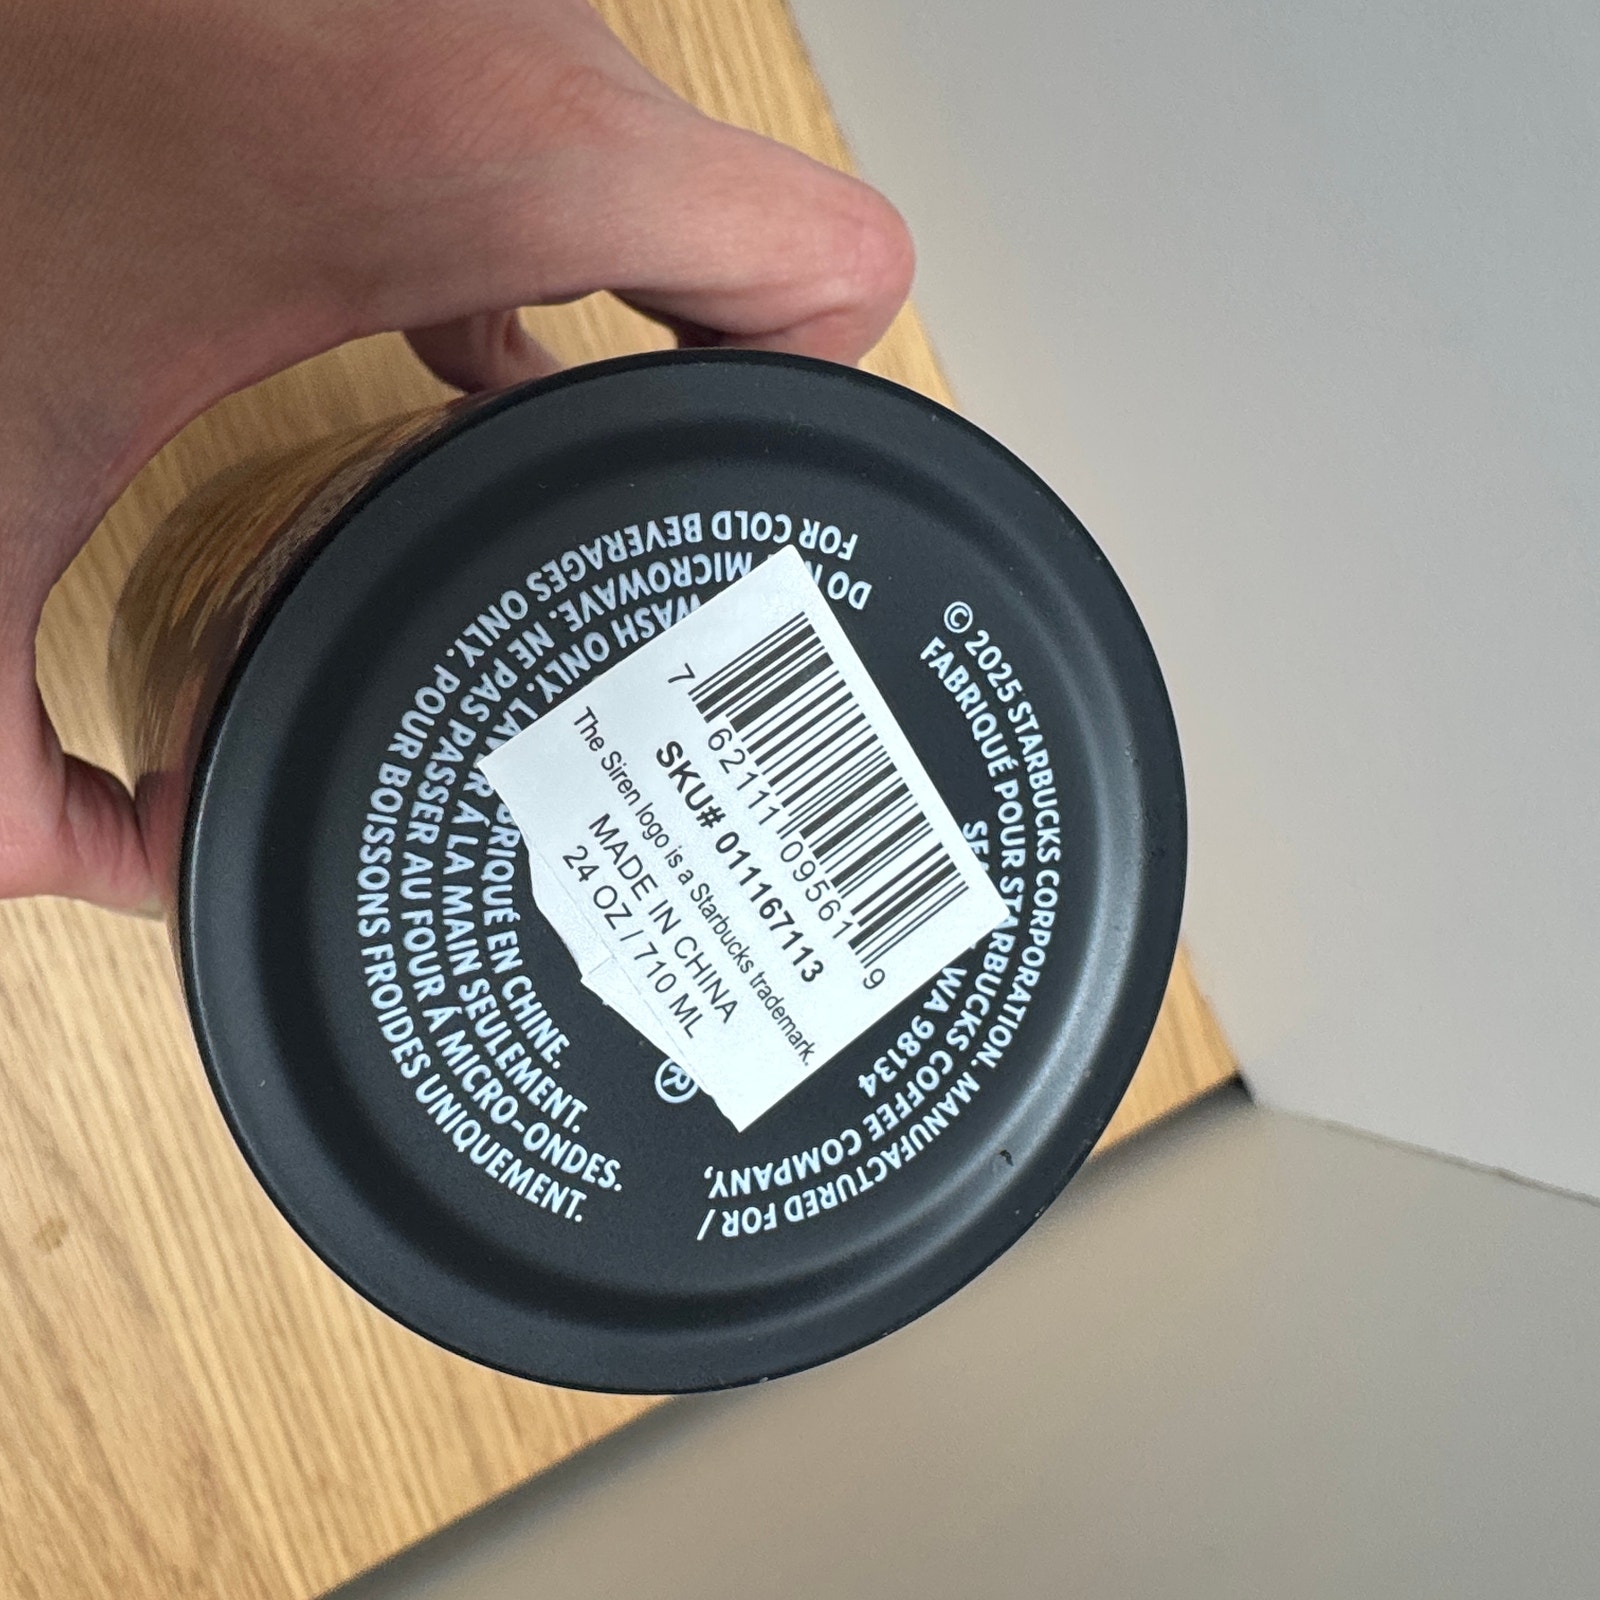 FOR COLD BEVERAGES ONLY. POUR BOISSONS FROIDES UNIQUEMENT.
DO MICROWAVE. NE PAS PASSER AU FOUR Á MICRO-ONDES.
WASH ONLY. LA À LA MAIN SEULEMENT.
EN CHINE.
© 2025 STARBUCKS CORPORATION. MANUFACTURED FOR /
FABRIQUÉ POUR STARBUCKS COFFEE COMPANY,
WA 98134
®
7 62111 09561 9
SKU# 011167113
The Siren logo is a Starbucks trademark.
MADE IN CHINA
24 OZ / 710 ML